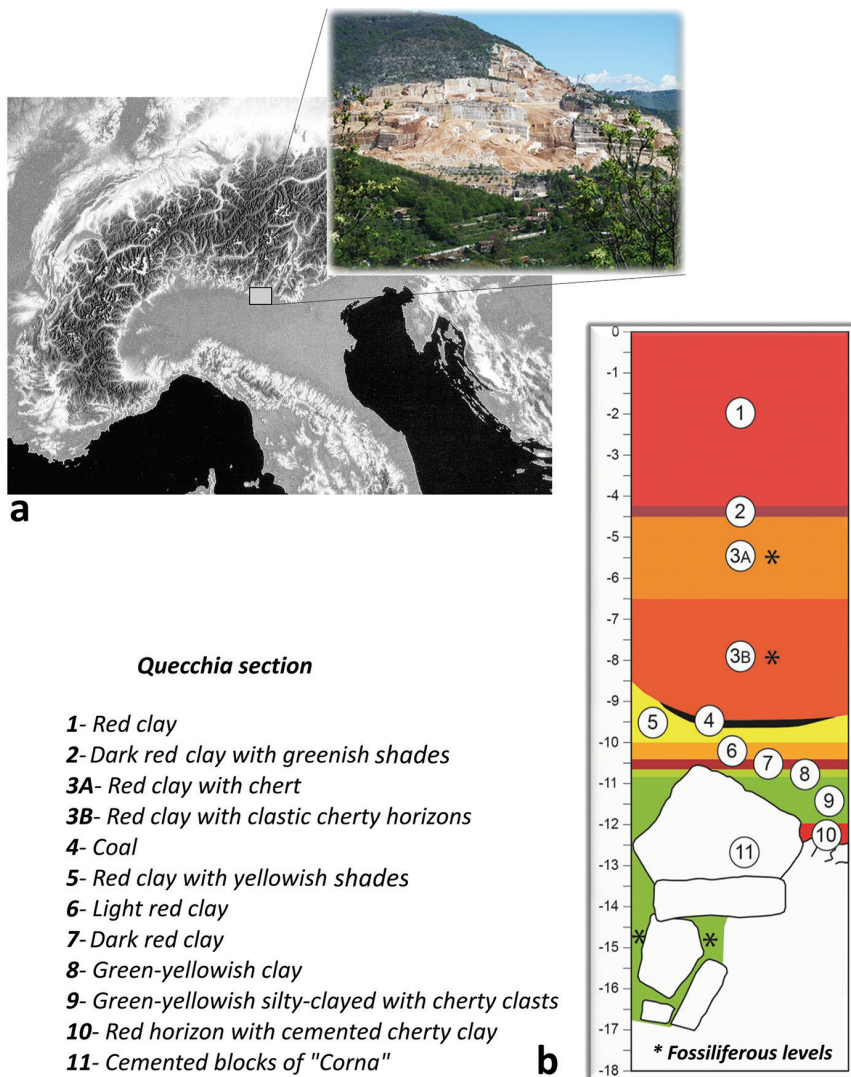 a
Quecchia section
1- Red clay
2- Dark red clay with greenish shades
3A- Red clay with chert
3B- Red clay with clastic cherty horizons
4- Coal
5- Red clay with yellowish shades
6- Light red clay
7- Dark red clay
8- Green-yellowish clay
9- Green-yellowish silty-clayed with cherty clasts
10- Red horizon with cemented cherty clay
11- Cemented blocks of "Corna"
b
0
-1
-2
-3
-4
-5
-6
-7
-8
-9
-10
-11
-12
-13
-14
-15
-16
-17
-18
1
2
3A *
3B *
4
5
6
7
8
9
10
11
* *
* Fossiliferous levels